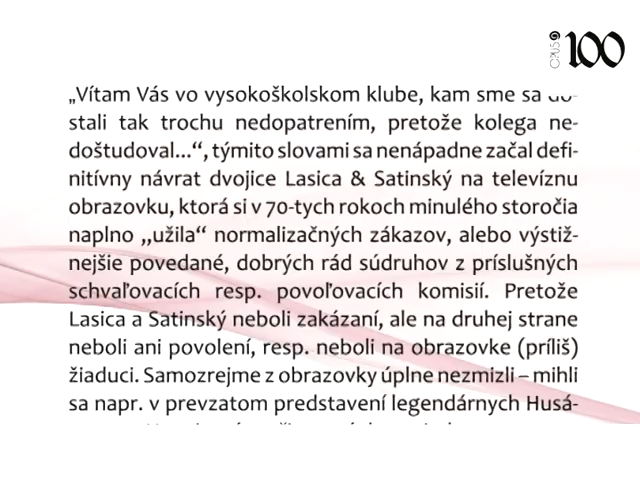 OPUS 100
„Vítam Vás vo vysokoškolskom klube, kam sme sa do-
stali tak trochu nedopatrením, pretože kolega ne-
doštudoval...“, týmito slovami sa nenápadne začal defi-
nitívny návrat dvojice Lasica & Satinský na televíznu
obrazovku, ktorá si v 70-tych rokoch minulého storočia
naplno „užila“ normalizačných zákazov, alebo výstiž-
nejšie povedané, dobrých rád súdruhov z príslušných
schvaľovacích resp. povoľovacích komisií. Pretože
Lasica a Satinský neboli zakázaní, ale na druhej strane
neboli ani povolení, resp. neboli na obrazovke (príliš)
žiaduci. Samozrejme z obrazovky úplne nezmizli – mihli
sa napr. v prevzatom predstavení legendárnych Husá-